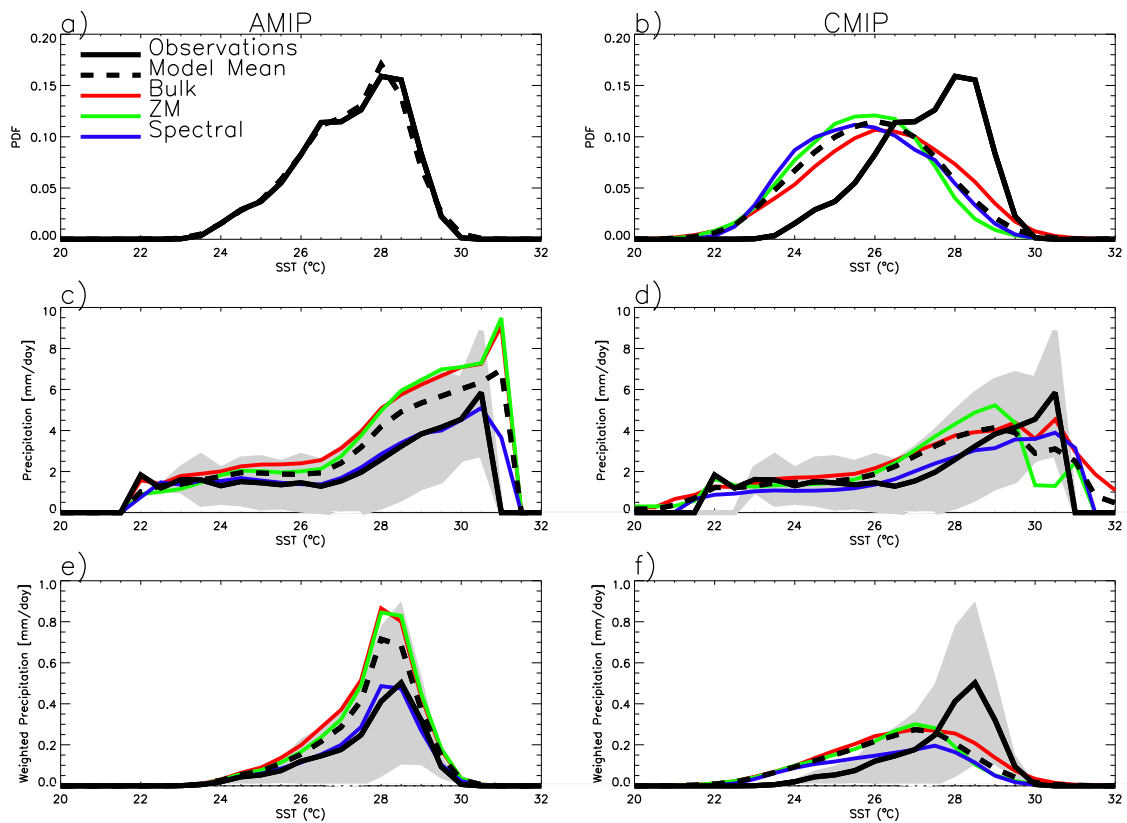 a) AMIP
Observations
Model Mean
Bulk
ZM
Spectral
0.20
0.15
0.10
0.05
0.00
PDF
20 22 24 26 28 30 32
SST (°C)
b) CMIP
0.20
0.15
0.10
0.05
0.00
PDF
20 22 24 26 28 30 32
SST (°C)
c)
10
8
6
4
2
0
Precipitation [mm/day]
20 22 24 26 28 30 32
SST (°C)
d)
10
8
6
4
2
0
Precipitation [mm/day]
20 22 24 26 28 30 32
SST (°C)
e)
1.0
0.8
0.6
0.4
0.2
0.0
Weighted Precipitation [mm/day]
20 22 24 26 28 30 32
SST (°C)
f)
1.0
0.8
0.6
0.4
0.2
0.0
Weighted Precipitation [mm/day]
20 22 24 26 28 30 32
SST (°C)